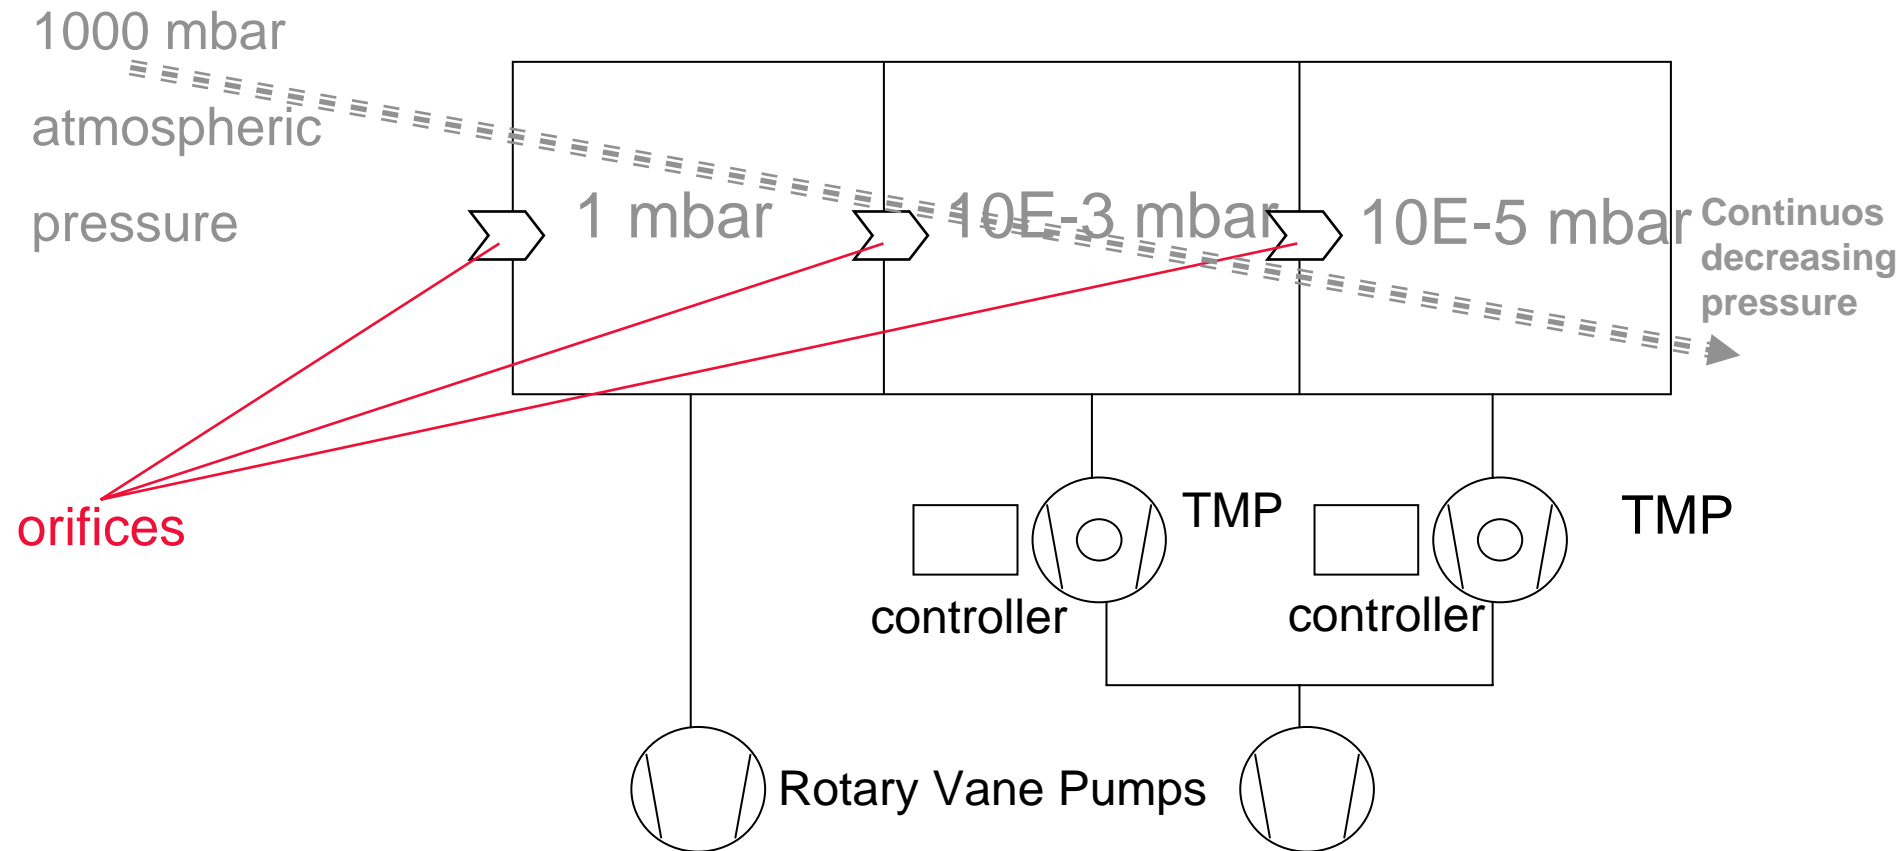 1000 mbar
atmospheric
pressure
1 mbar
10E-3 mbar
10E-5 mbar
Continuos
decreasing
pressure
orifices
TMP
TMP
controller
controller
Rotary Vane Pumps